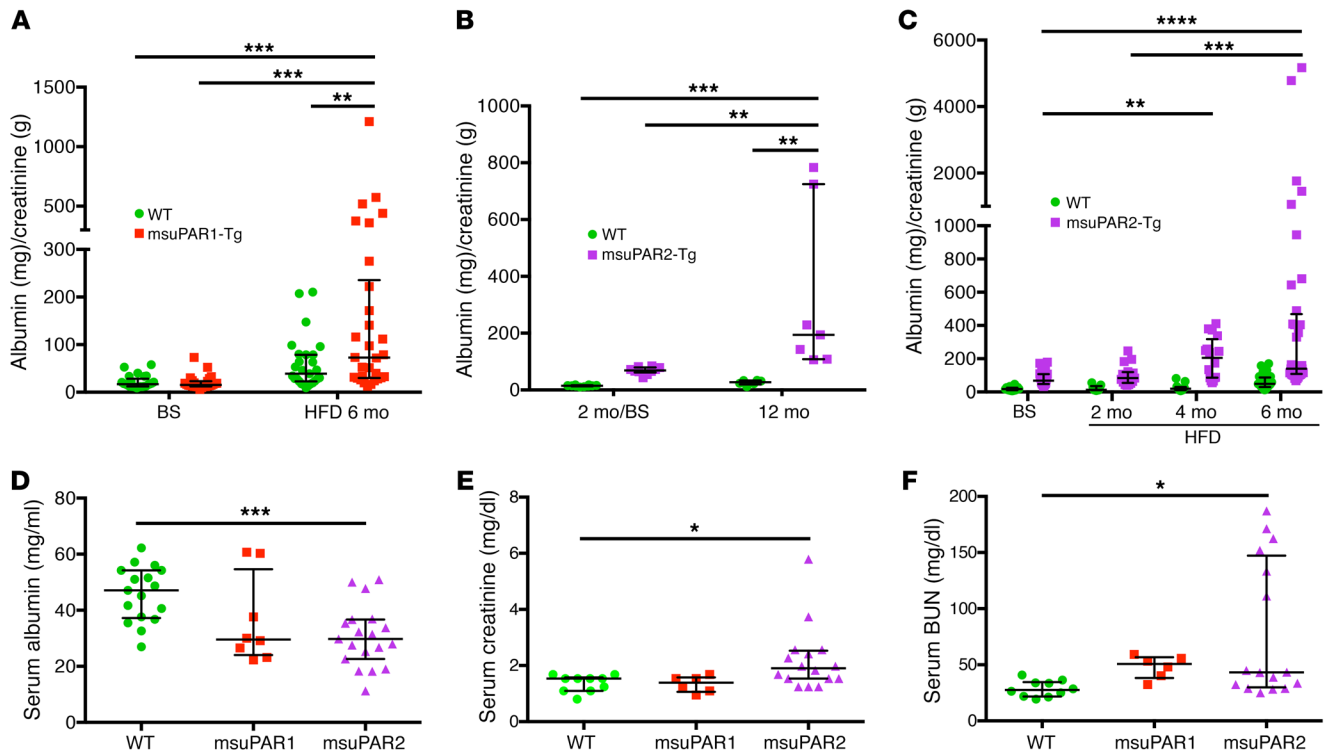 A
***
***
**
Albumin (mg)/creatinine (g)
1500
1000
500
300
200
100
0
WT
msuPAR1-Tg
BS
HFD 6 mo
B
***
**
**
Albumin (mg)/creatinine (g)
1000
800
600
400
200
0
WT
msuPAR2-Tg
2 mo/BS
12 mo
C
****
***
**
Albumin (mg)/creatinine (g)
6000
4000
2000
1000
800
600
400
200
0
WT
msuPAR2-Tg
BS
2 mo
4 mo
6 mo
HFD
D
***
Serum albumin (mg/ml)
80
60
40
20
0
WT
msuPAR1
msuPAR2
E
*
Serum creatinine (mg/dl)
8
6
4
2
0
WT
msuPAR1
msuPAR2
F
*
Serum BUN (mg/dl)
200
150
100
50
0
WT
msuPAR1
msuPAR2